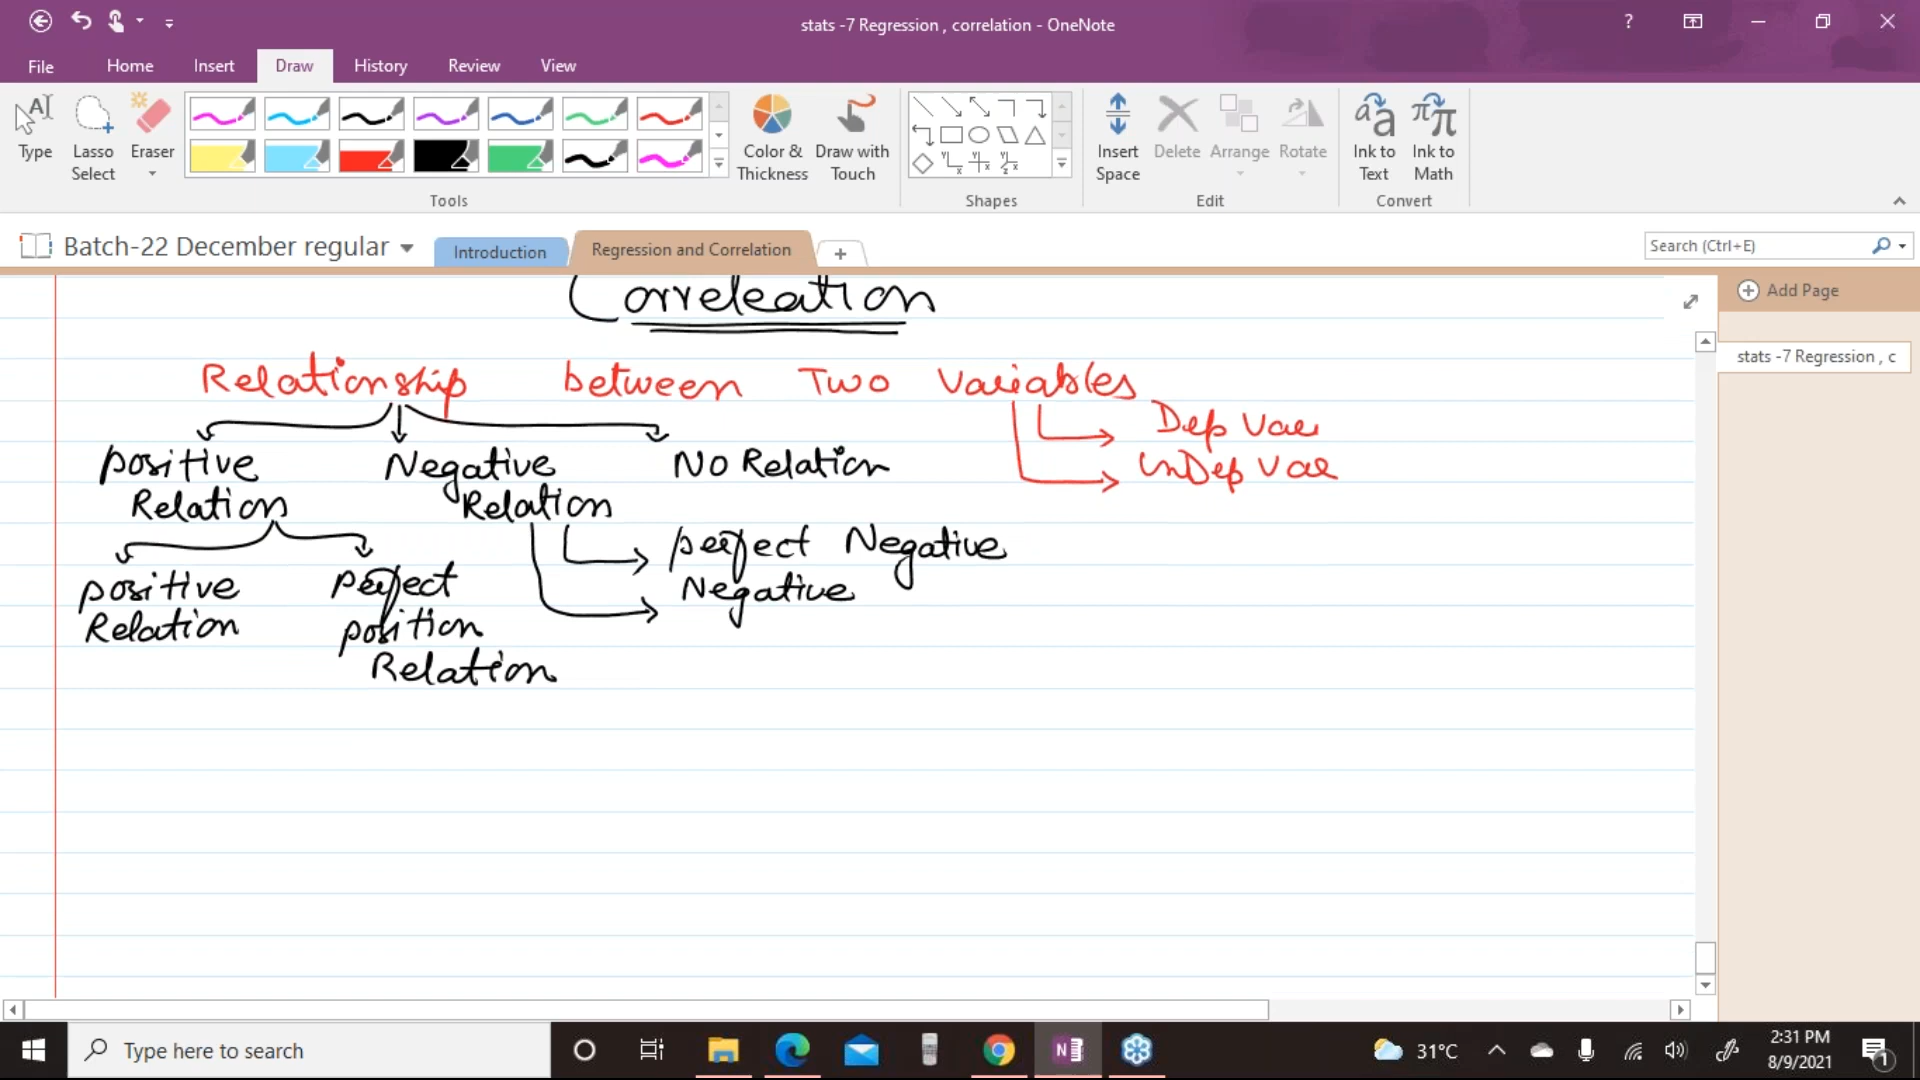 stats -7 Regression , correlation - OneNote
?
File
Home
Insert
Draw
History
Review
View
Type
Lasso Select
Eraser
Color & Thickness
Draw with Touch
Insert Space
Delete
Arrange
Rotate
Ink to Text
Ink to Math
Tools
Shapes
Edit
Convert
Batch-22 December regular
Introduction
Regression and Correlation
Search (Ctrl+E)
Add Page
stats -7 Regression , c
Correleation
Relationship between Two Variables
Dep Var
InDep Var
positive Relation
Negative Relation
No Relation
perfect Negative
Negative
positive Relation
perfect position Relation
Type here to search
31°C
2:31 PM
8/9/2021
1